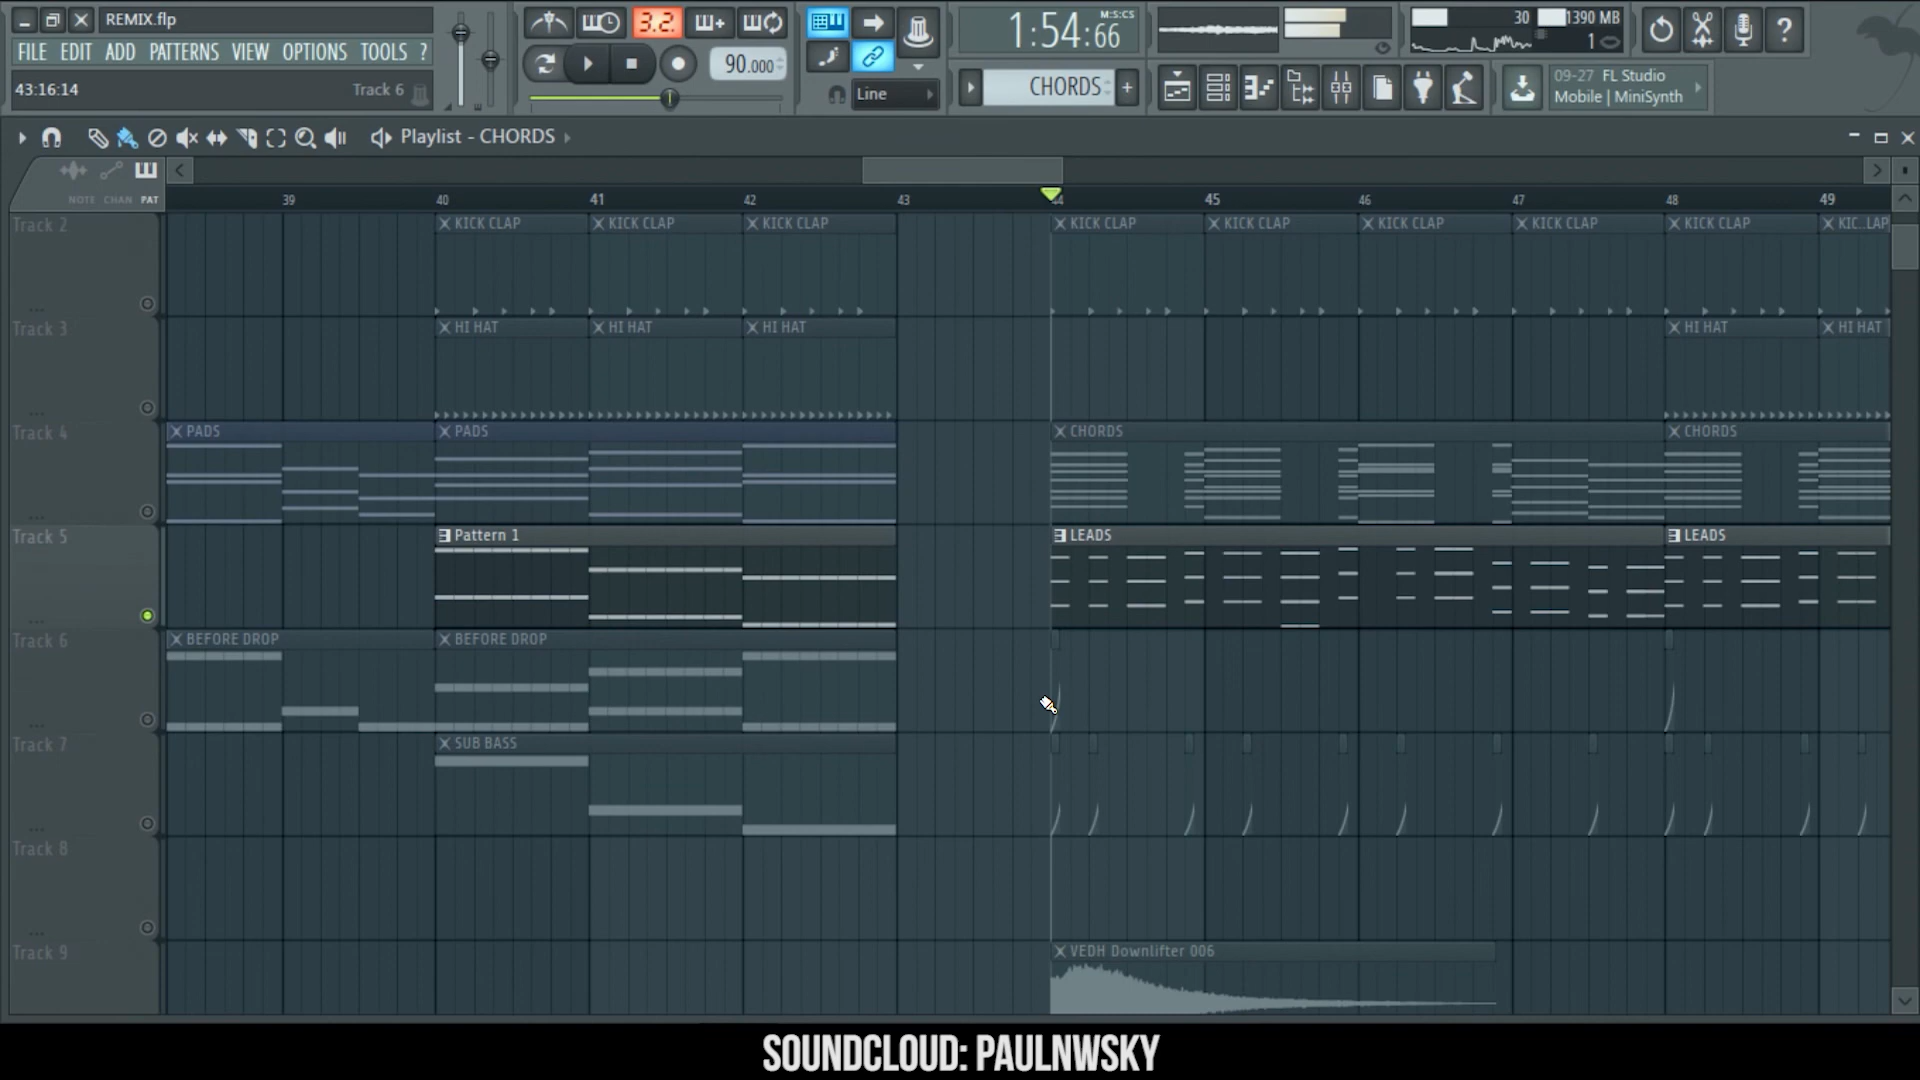 REMIX.flp
FILE EDIT ADD PATTERNS VIEW OPTIONS TOOLS ?
43:16:14 Track 6
3.2.
90.000
Line
1:54:66 M:S:CS
CHORDS
30 1390 MB
1
09-27 FL Studio
Mobile | MiniSynth
Playlist - CHORDS
NOTE CHAN PAT
39 40 41 42 43 44 45 46 47 48 49
Track 2 KICK CLAP KICK CLAP KICK CLAP KICK CLAP KICK CLAP KICK CLAP KICK CLAP KICK CLAP KIC..LAP
Track 3 HI HAT HI HAT HI HAT HI HAT HI HAT
Track 4 PADS PADS CHORDS CHORDS
Track 5 Pattern 1 LEADS LEADS
Track 6 BEFORE DROP BEFORE DROP
Track 7 SUB BASS
Track 8
Track 9 VEDH Downlifter 006
SOUNDCLOUD: PAULNWSKY